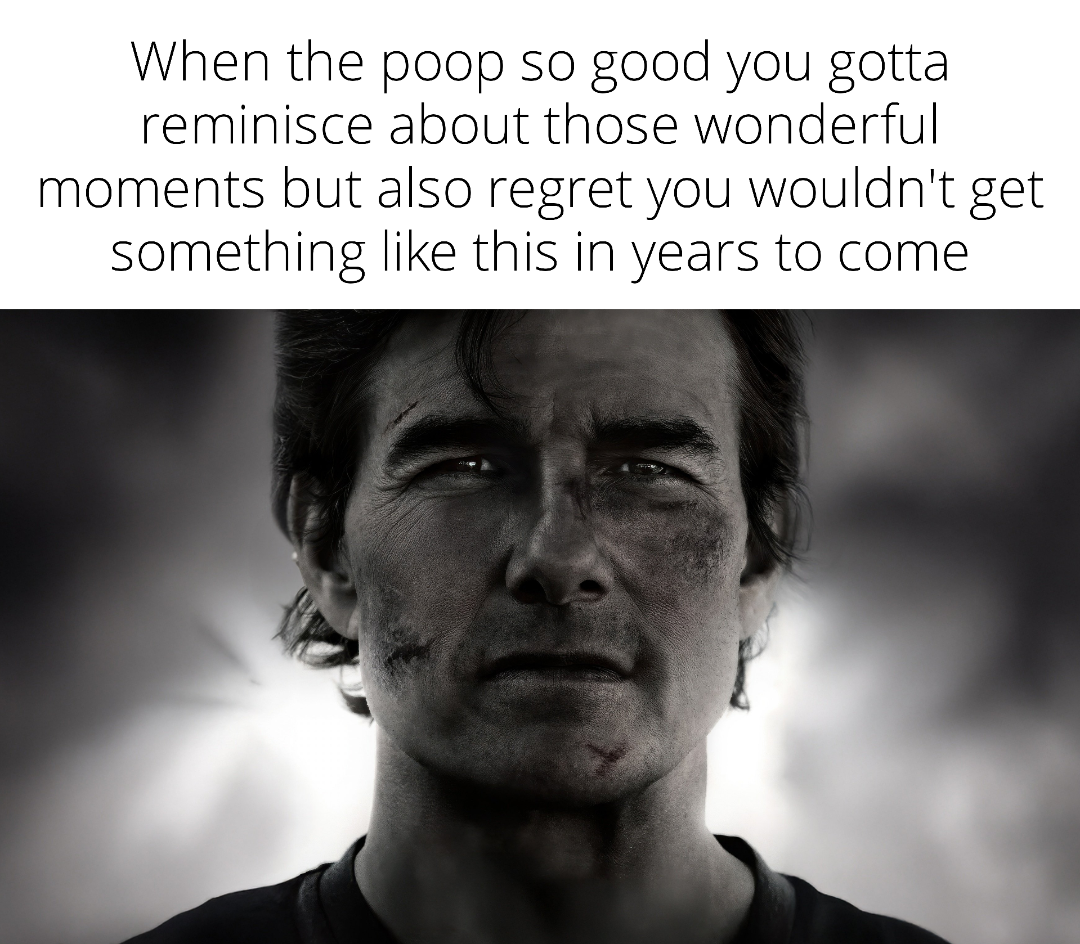 When the poop so good you gotta
reminisce about those wonderful
moments but also regret you wouldn't get
something like this in years to come